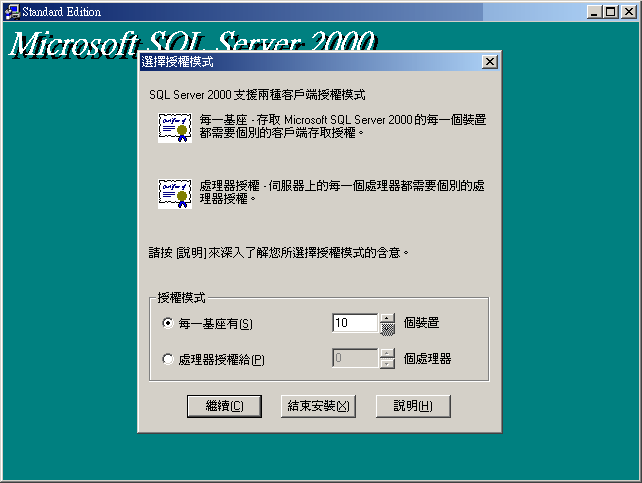 Standard Edition
Microsoft SQL Server 2000
選擇授權模式
SQL Server 2000 支援兩種客戶端授權模式
每一基座 - 存取 Microsoft SQL Server 2000 的每一個裝置
都需要個別的客戶端存取授權。
處理器授權 - 伺服器上的每一個處理器都需要個別的處
理器授權。
請按 [說明] 來深入了解您所選擇授權模式的含意。
授權模式
每一基座有(S) 10 個裝置
處理器授權給(P) 0 個處理器
繼續(C) 結束安裝(X) 說明(H)